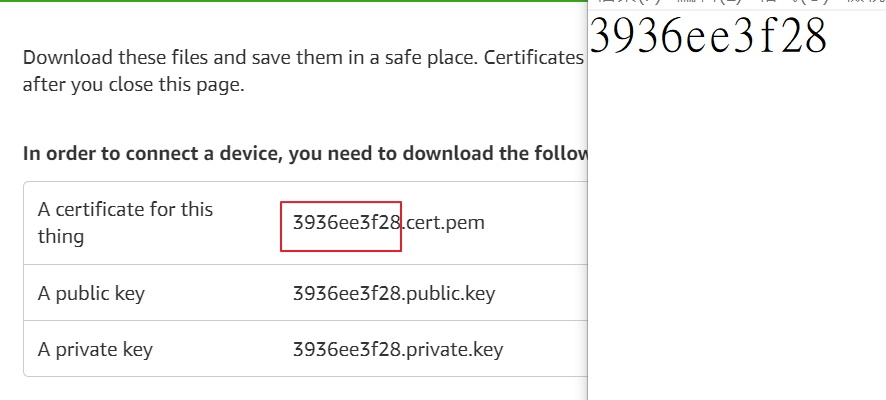 Download these files and save them in a safe place. Certificates
after you close this page.
In order to connect a device, you need to download the follow
A certificate for this
thing
3936ee3f28.cert.pem
A public key
3936ee3f28.public.key
A private key
3936ee3f28.private.key
3936ee3f28